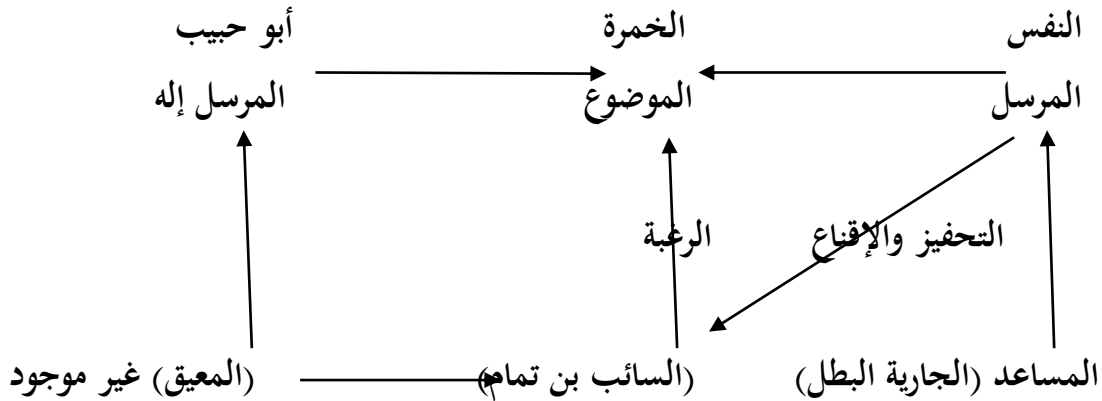 النفس الخمرة أبو حبيب
المرسل الموضوع المرسل إله
التحفيز والإقناع الرغبة
المساعد (الجارية البطل) (السائب بن تمام) (المعيق) غير موجود